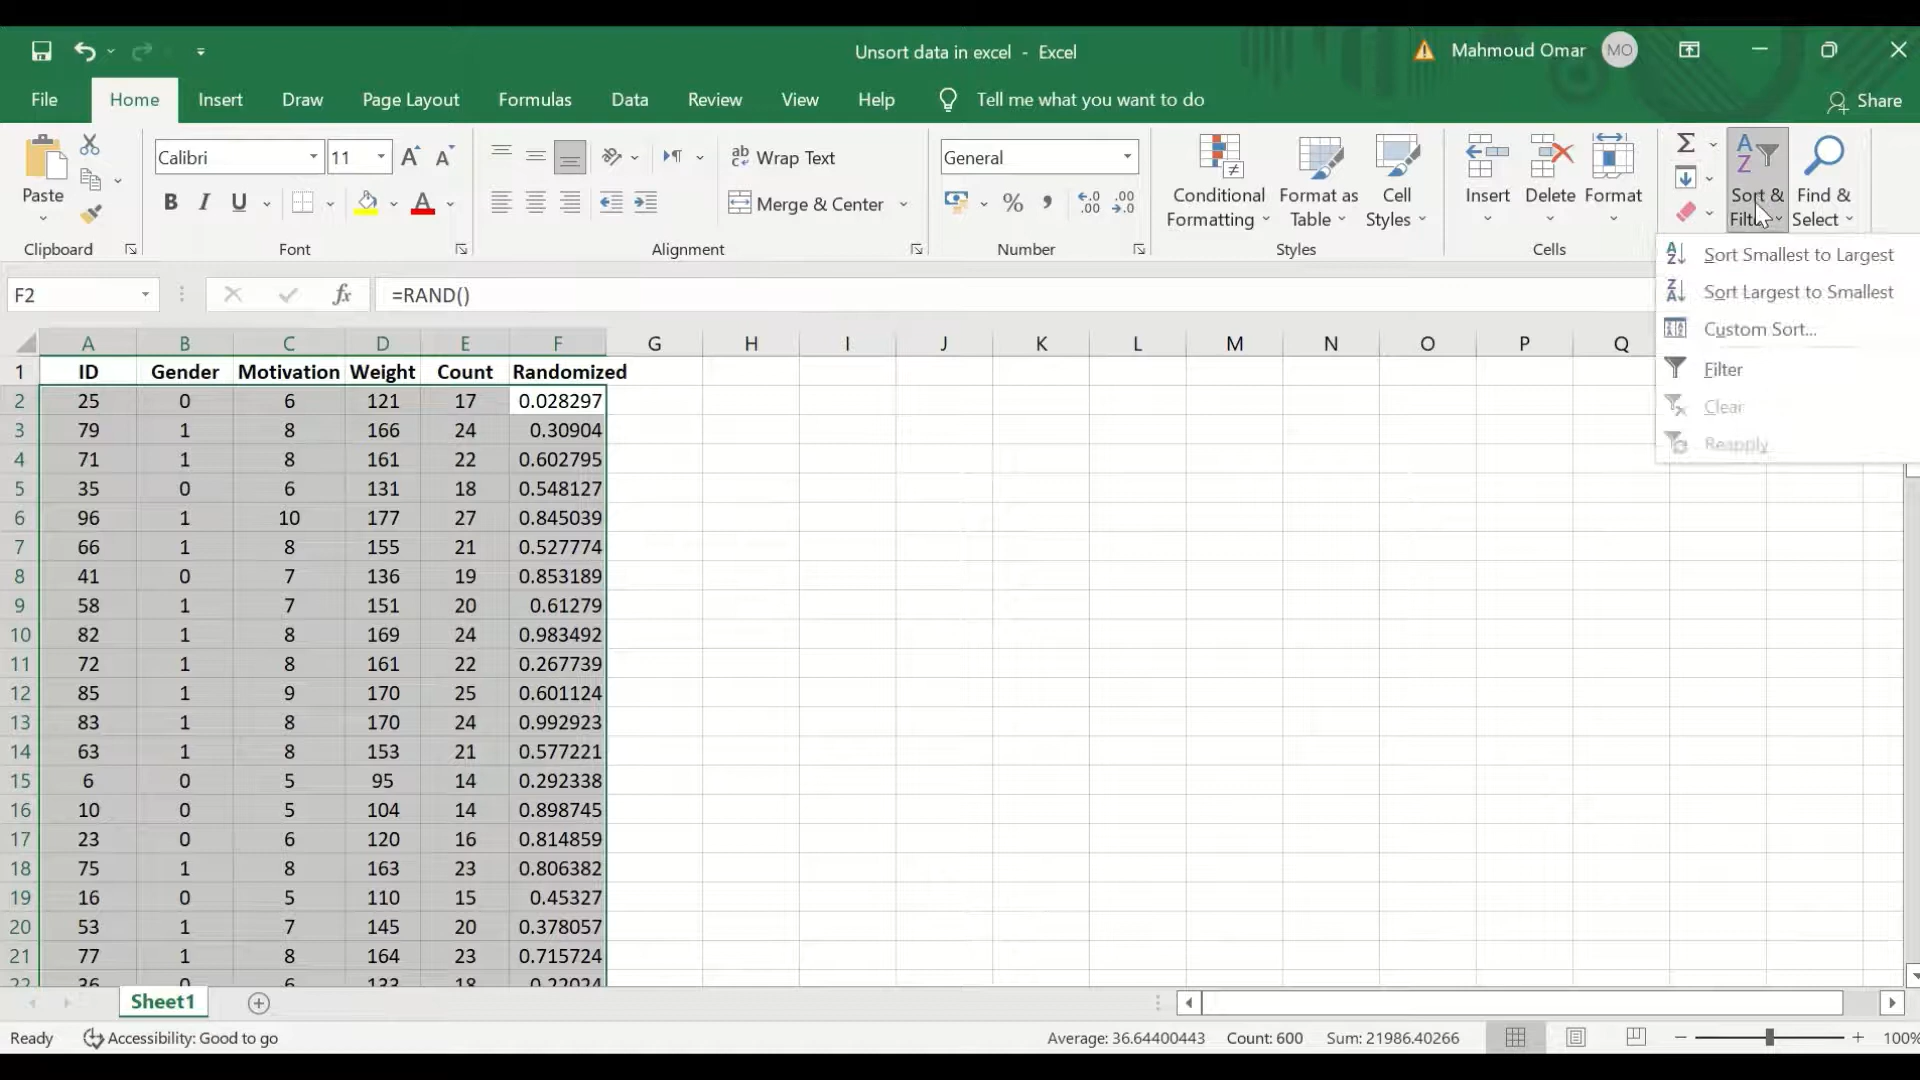 Unsort data in excel - Excel
Mahmoud Omar MO
File Home Insert Draw Page Layout Formulas Data Review View Help Tell me what you want to do Share
Paste
Clipboard
Calibri 11
B I U A
Font
ab Wrap Text
Merge & Center
Alignment
General
% ,
Number
Conditional Formatting
Format as Table
Cell Styles
Styles
Insert Delete Format
Cells
Sort & Filter
Find & Select
Sort Smallest to Largest
Sort Largest to Smallest
Custom Sort...
Filter
Clear
Reapply
F2 fx =RAND()
A B C D E F G H I J K L M N O P Q
1 ID Gender Motivation Weight Count Randomized
2 25 0 6 121 17 0.028297
3 79 1 8 166 24 0.30904
4 71 1 8 161 22 0.602795
5 35 0 6 131 18 0.548127
6 96 1 10 177 27 0.845039
7 66 1 8 155 21 0.527774
8 41 0 7 136 19 0.853189
9 58 1 7 151 20 0.61279
10 82 1 8 169 24 0.983492
11 72 1 8 161 22 0.267739
12 85 1 9 170 25 0.601124
13 83 1 8 170 24 0.992923
14 63 1 8 153 21 0.577221
15 6 0 5 95 14 0.292338
16 10 0 5 104 14 0.898745
17 23 0 6 120 16 0.814859
18 75 1 8 163 23 0.806382
19 16 0 5 110 15 0.45327
20 53 1 7 145 20 0.378057
21 77 1 8 164 23 0.715724
22 36 0 6 133 18 0.22024
Sheet1
Ready Accessibility: Good to go Average: 36.64400443 Count: 600 Sum: 21986.40266 100%